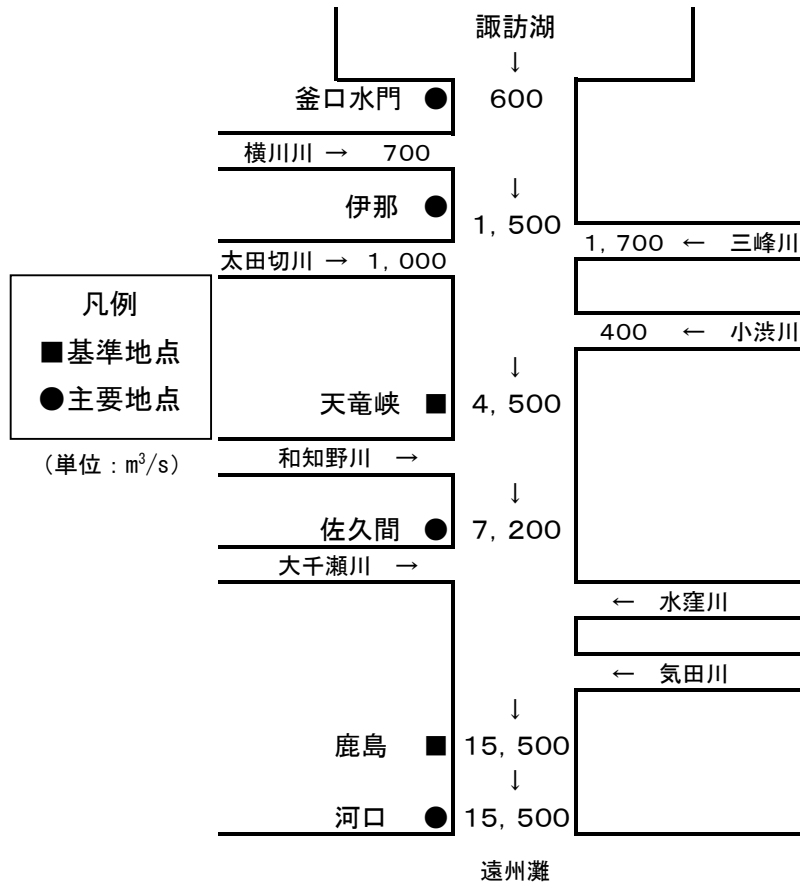 諏訪湖
↓
釜口水門 ● 600
横川川 → 700
↓
伊那 ● 1,500
1,700 ← 三峰川
太田切川 → 1,000
凡例
■基準地点
●主要地点
(単位:m³/s)
400 ← 小渋川
↓
天竜峡 ■ 4,500
和知野川 →
↓
佐久間 ● 7,200
大千瀬川 →
← 水窪川
← 気田川
↓
鹿島 ■ 15,500
↓
河口 ● 15,500
遠州灘